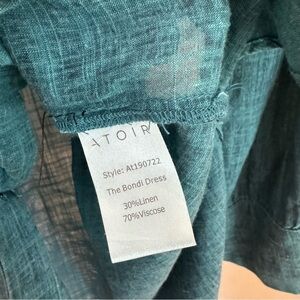 ATOIR
Style: At190722
The Bondi Dress
30%Linen
70%Viscose